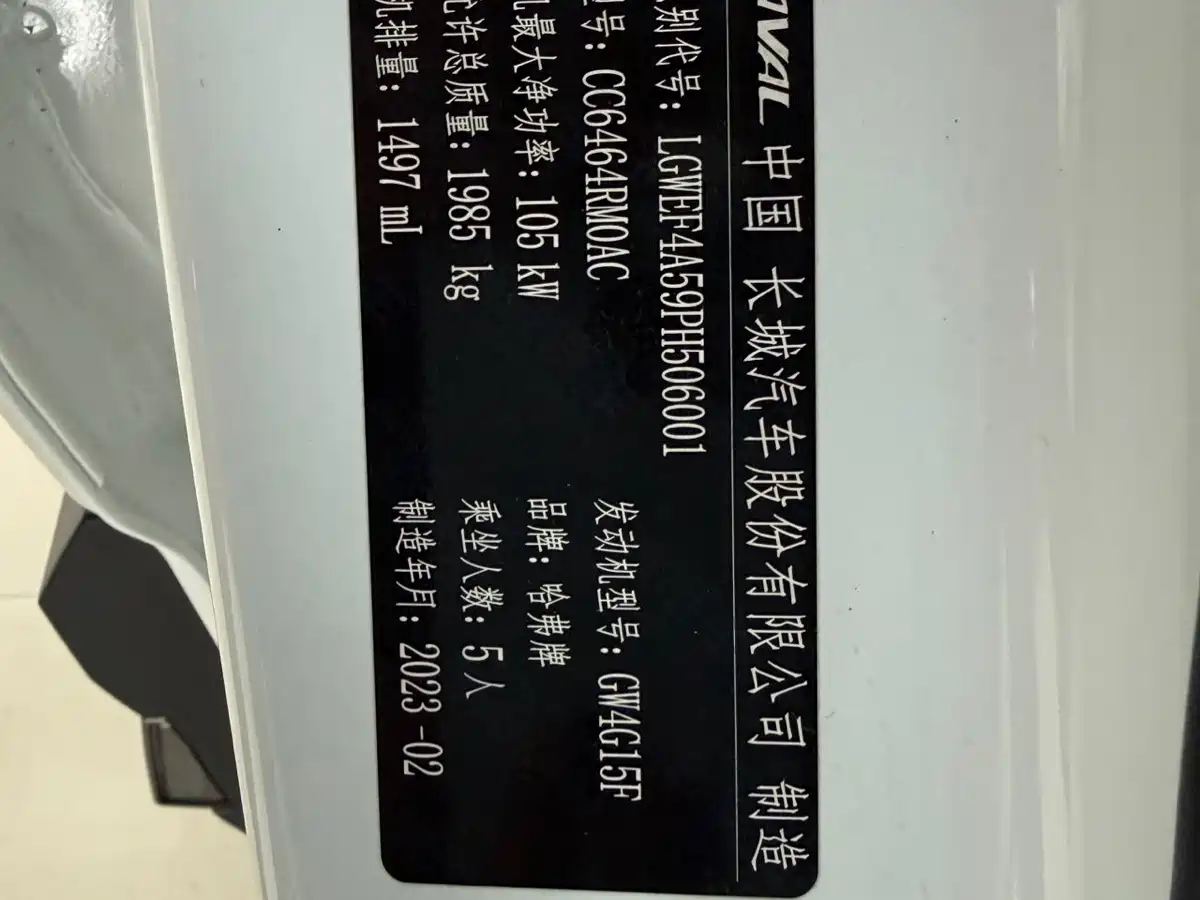 VAL 中国 长城汽车股份有限公司 制造
别代号: LGWEF4A59PH506001
号: CC6464RM0AC 发动机型号: GW4G15F
最大净功率: 105 kW 品牌: 哈弗牌
许总质量: 1985 kg 乘坐人数: 5 人
机排量: 1497 mL 制造年月: 2023-02